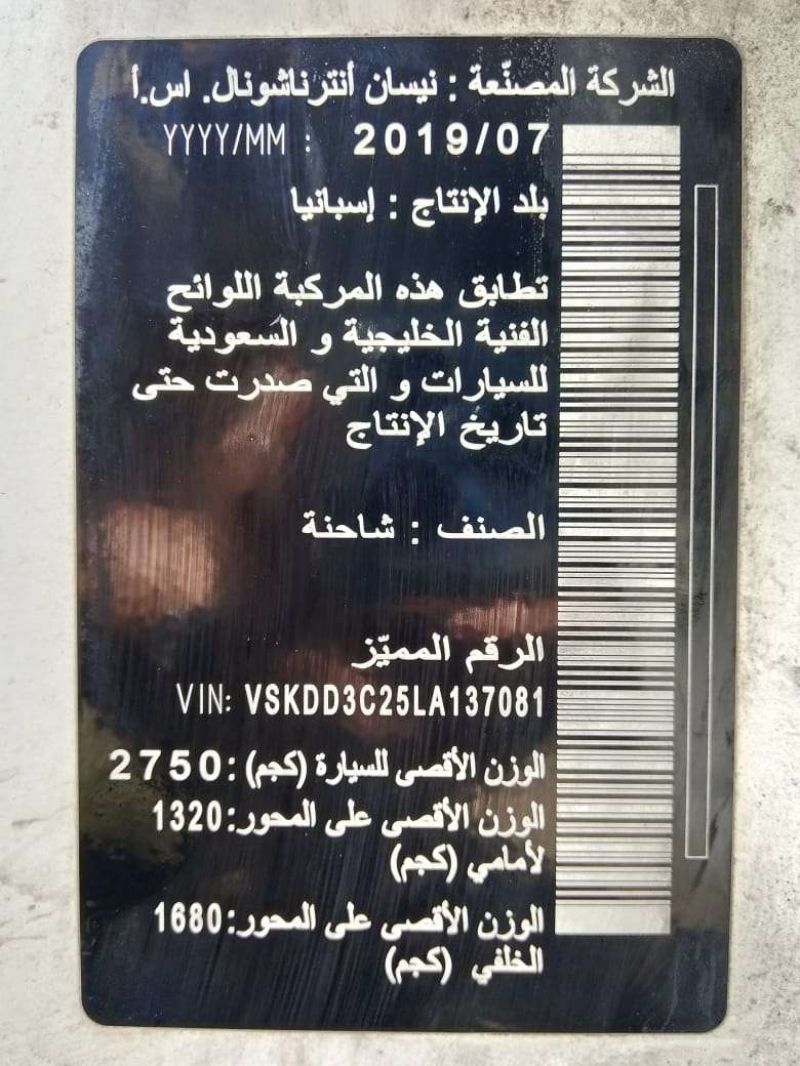 الشركة المصنّعة : نيسان أنترناشونال. اس.أ
YYYY/MM : 2019/07
بلد الإنتاج : إسبانيا
تطابق هذه المركبة اللوائح
الفنية الخليجية و السعودية
للسيارات و التي صدرت حتى
تاريخ الإنتاج
الصنف : شاحنة
الرقم المميّز
VIN: VSKDD3C25LA137081
الوزن الأقصى للسيارة (كجم) :2750
الوزن الأقصى على المحور:1320
لأمامي (كجم)
الوزن الأقصى على المحور:1680
الخلفي (كجم)